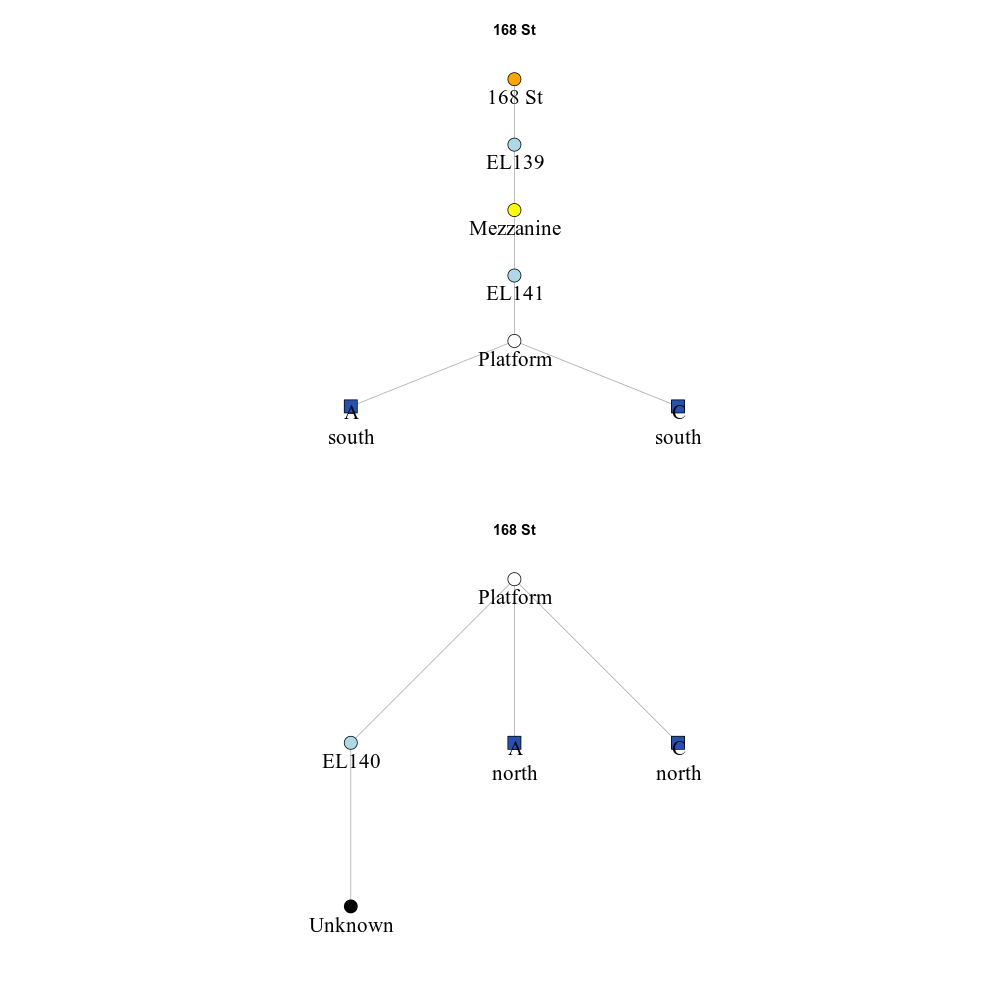 168 St
168 St
EL139
Mezzanine
EL141
Platform
A C
south south
168 St
Platform
EL140 A C
north north
Unknown